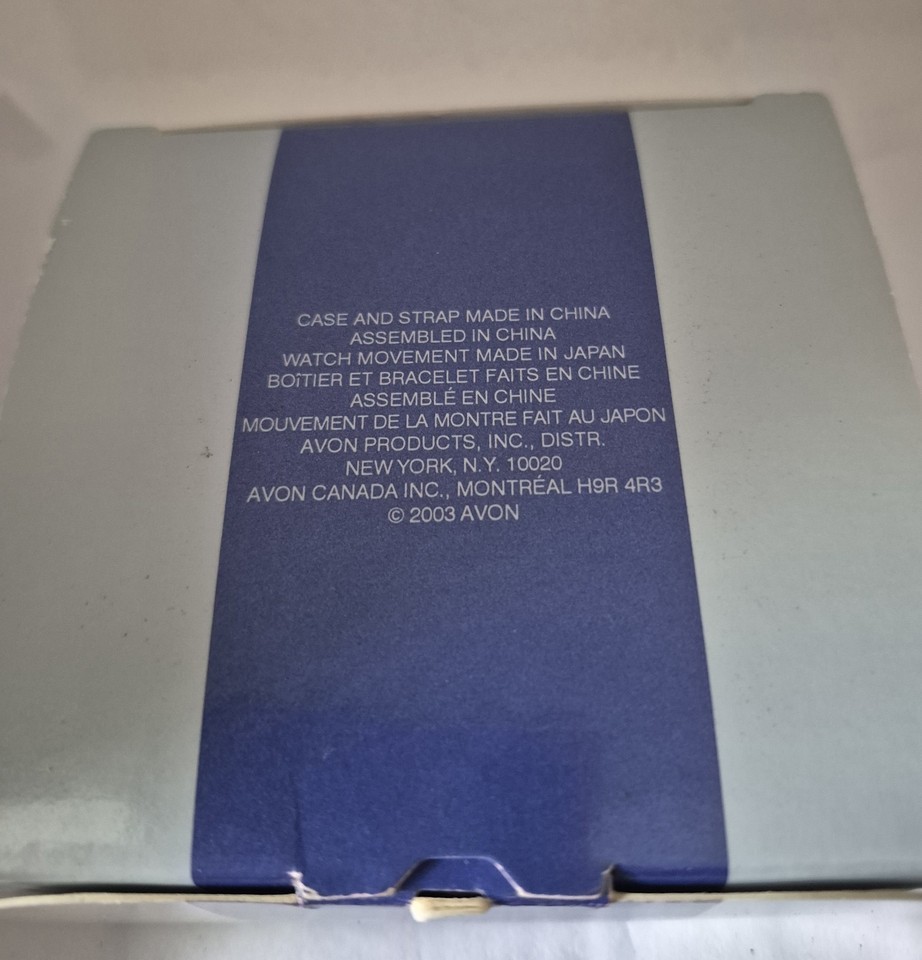 CASE AND STRAP MADE IN CHINA
ASSEMBLED IN CHINA
WATCH MOVEMENT MADE IN JAPAN
BOîTIER ET BRACELET FAITS EN CHINE
ASSEMBLÉ EN CHINE
MOUVEMENT DE LA MONTRE FAIT AU JAPON
AVON PRODUCTS, INC., DISTR.
NEW YORK, N.Y. 10020
AVON CANADA INC., MONTRÉAL H9R 4R3
© 2003 AVON